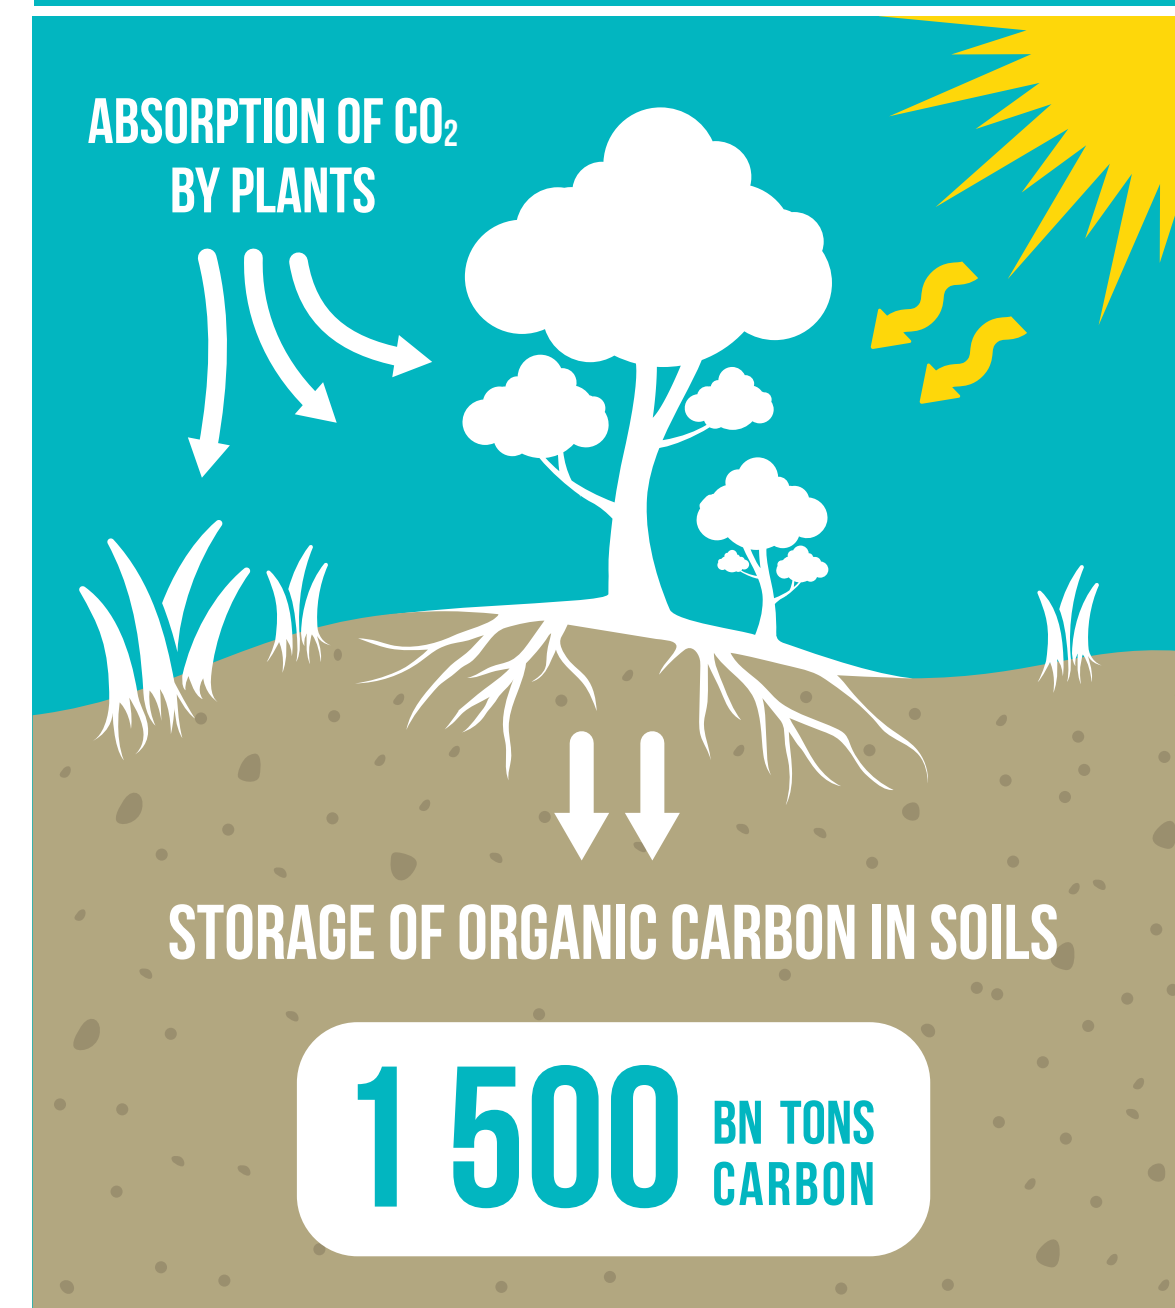 ABSORPTION OF CO₂
BY PLANTS
STORAGE OF ORGANIC CARBON IN SOILS
1 500 BN TONS
CARBON